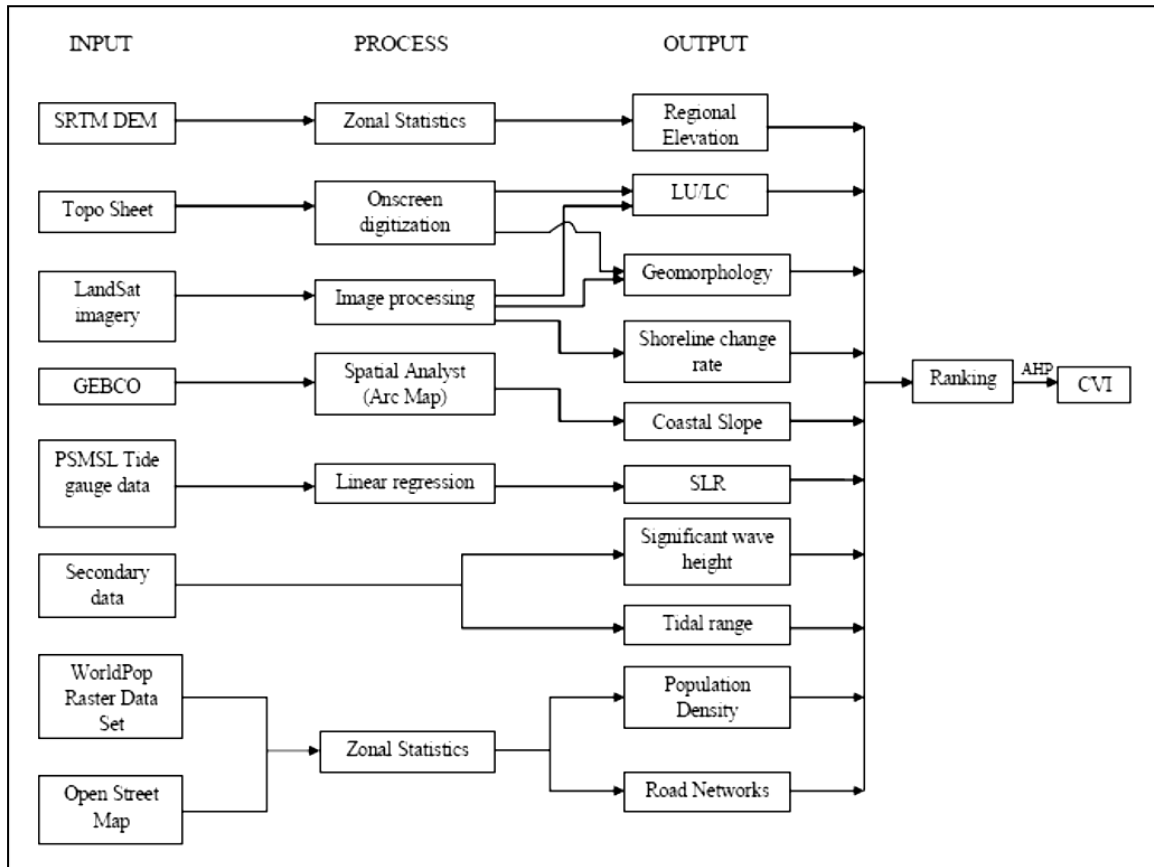 INPUT PROCESS OUTPUT
SRTM DEM
Zonal Statistics
Regional
Elevation
Topo Sheet
Onscreen
digitization
LU/LC
LandSat
imagery
Image processing
Geomorphology
Shoreline change
rate
GEBCO
Spatial Analyst
(Arc Map)
Coastal Slope
PSMSL Tide
gauge data
Linear regression
SLR
Secondary
data
Significant wave
height
Tidal range
WorldPop
Raster Data
Set
Open Street
Map
Zonal Statistics
Population
Density
Road Networks
Ranking
AHP
CVI